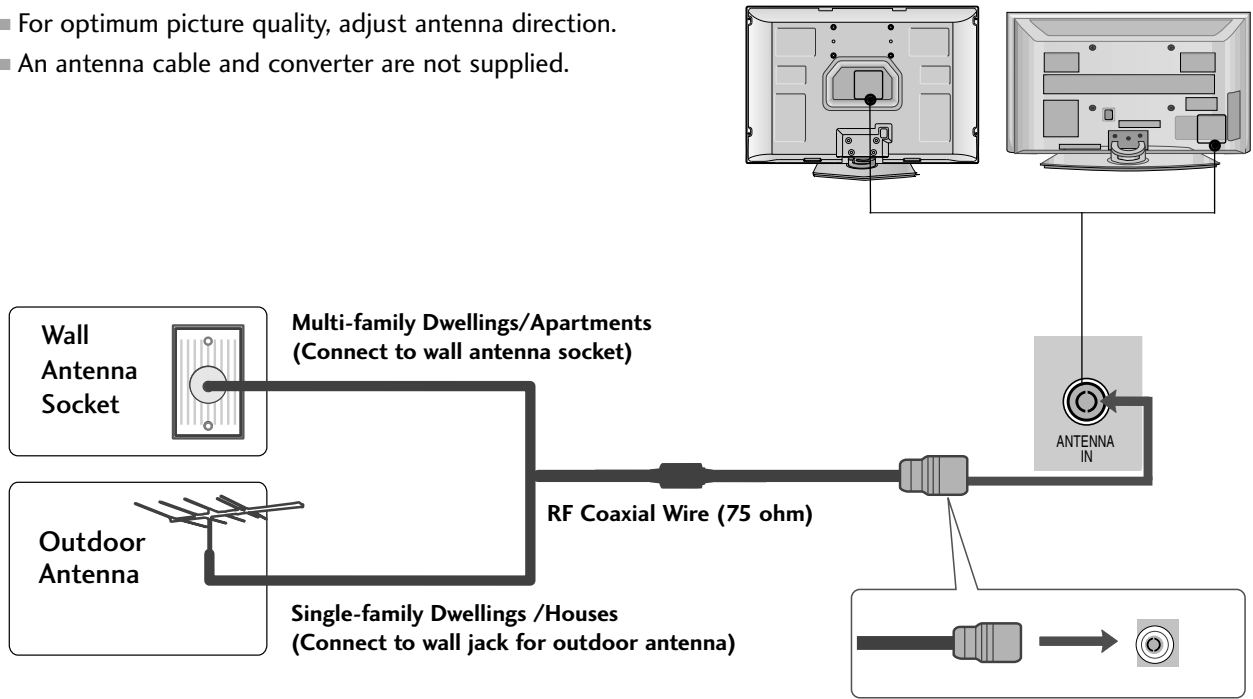 For optimum picture quality, adjust antenna direction.
An antenna cable and converter are not supplied.
Wall
Antenna
Socket
Multi-family Dwellings/Apartments
(Connect to wall antenna socket)
ANTENNA
IN
RF Coaxial Wire (75 ohm)
Outdoor
Antenna
Single-family Dwellings /Houses
(Connect to wall jack for outdoor antenna)